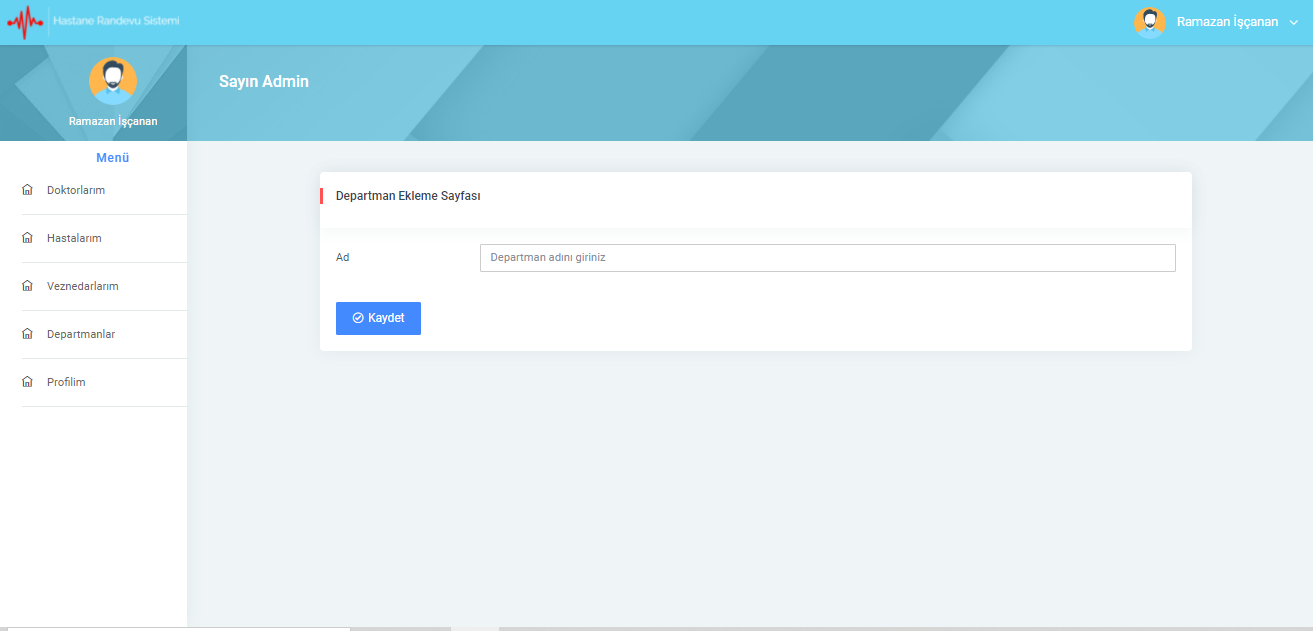 Hastane Randevu Sistemi
Ramazan İşçanan
Ramazan İşçanan
Sayın Admin
Menü
Doktorlarım
Hastalarım
Veznedarlarım
Departmanlar
Profilim
Departman Ekleme Sayfası
Ad
Departman adını giriniz
Kaydet